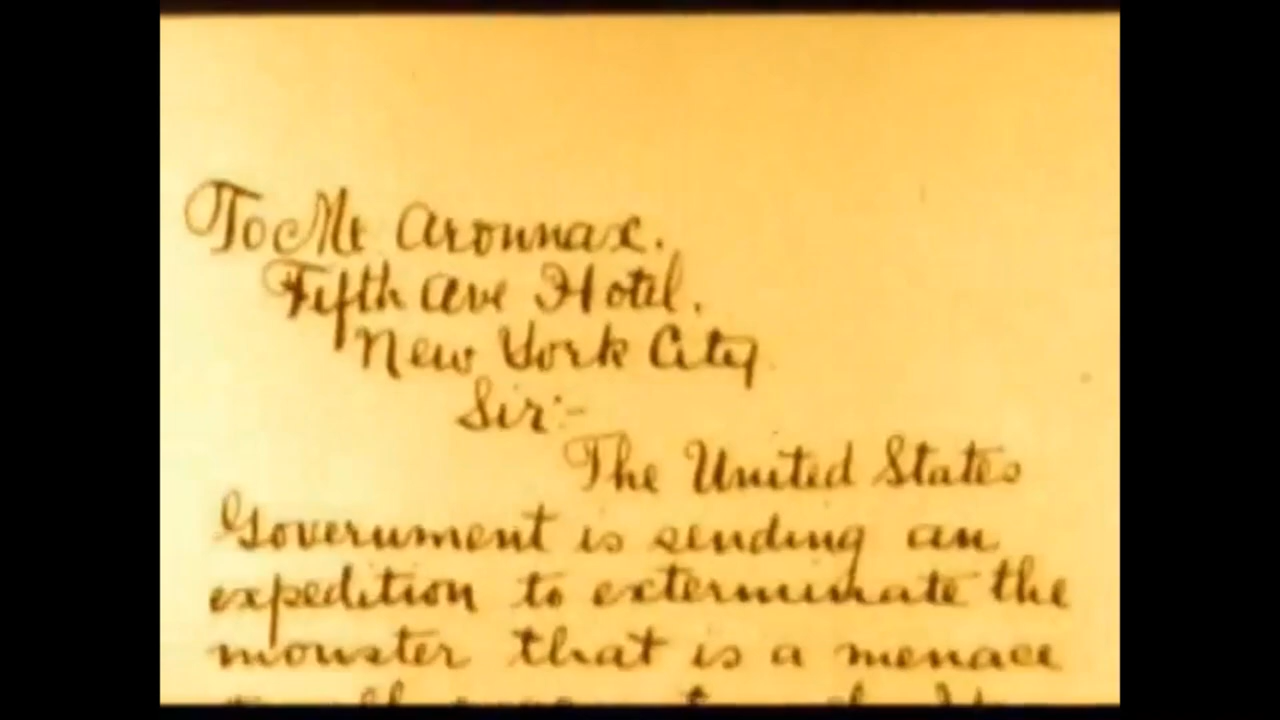 To Mr Aronnax.
Fifth Ave Hotel.
New York City
Sir:-
The United States
Government is sending an
expedition to exterminate the
monster that is a menace